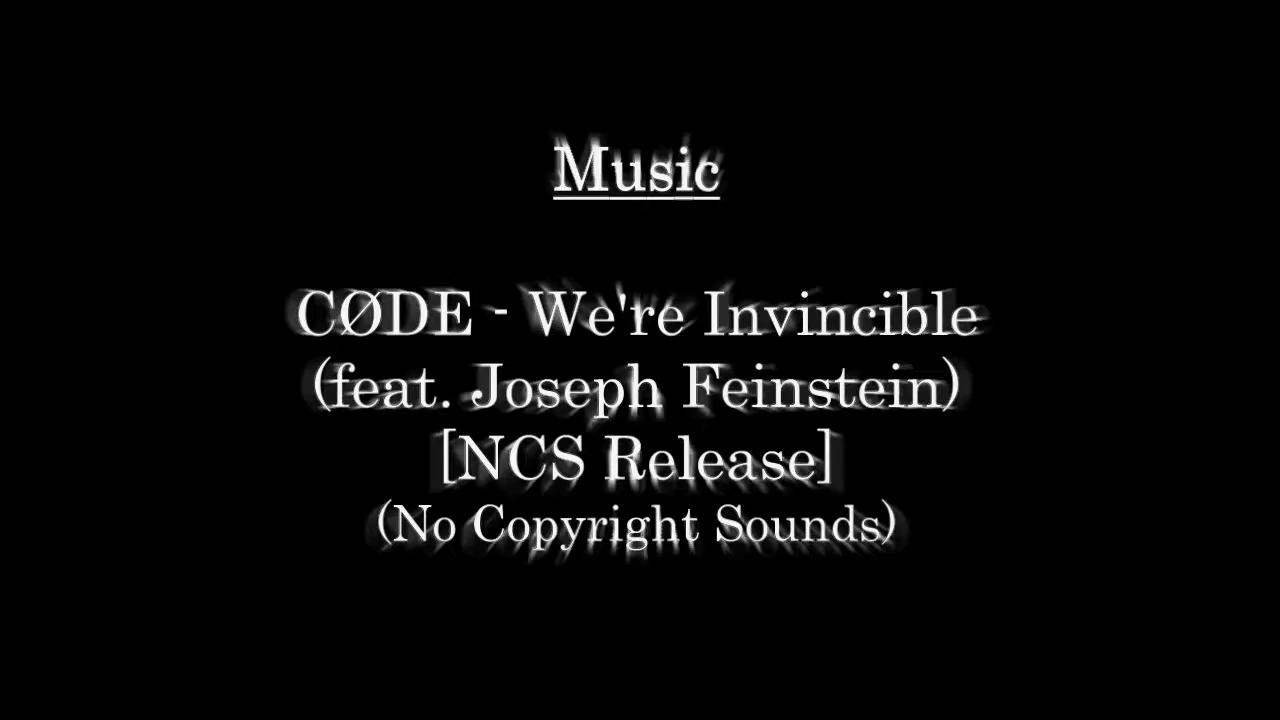 Music
CØDE - We're Invincible
(feat. Joseph Feinstein)
[NCS Release]
(No Copyright Sounds)